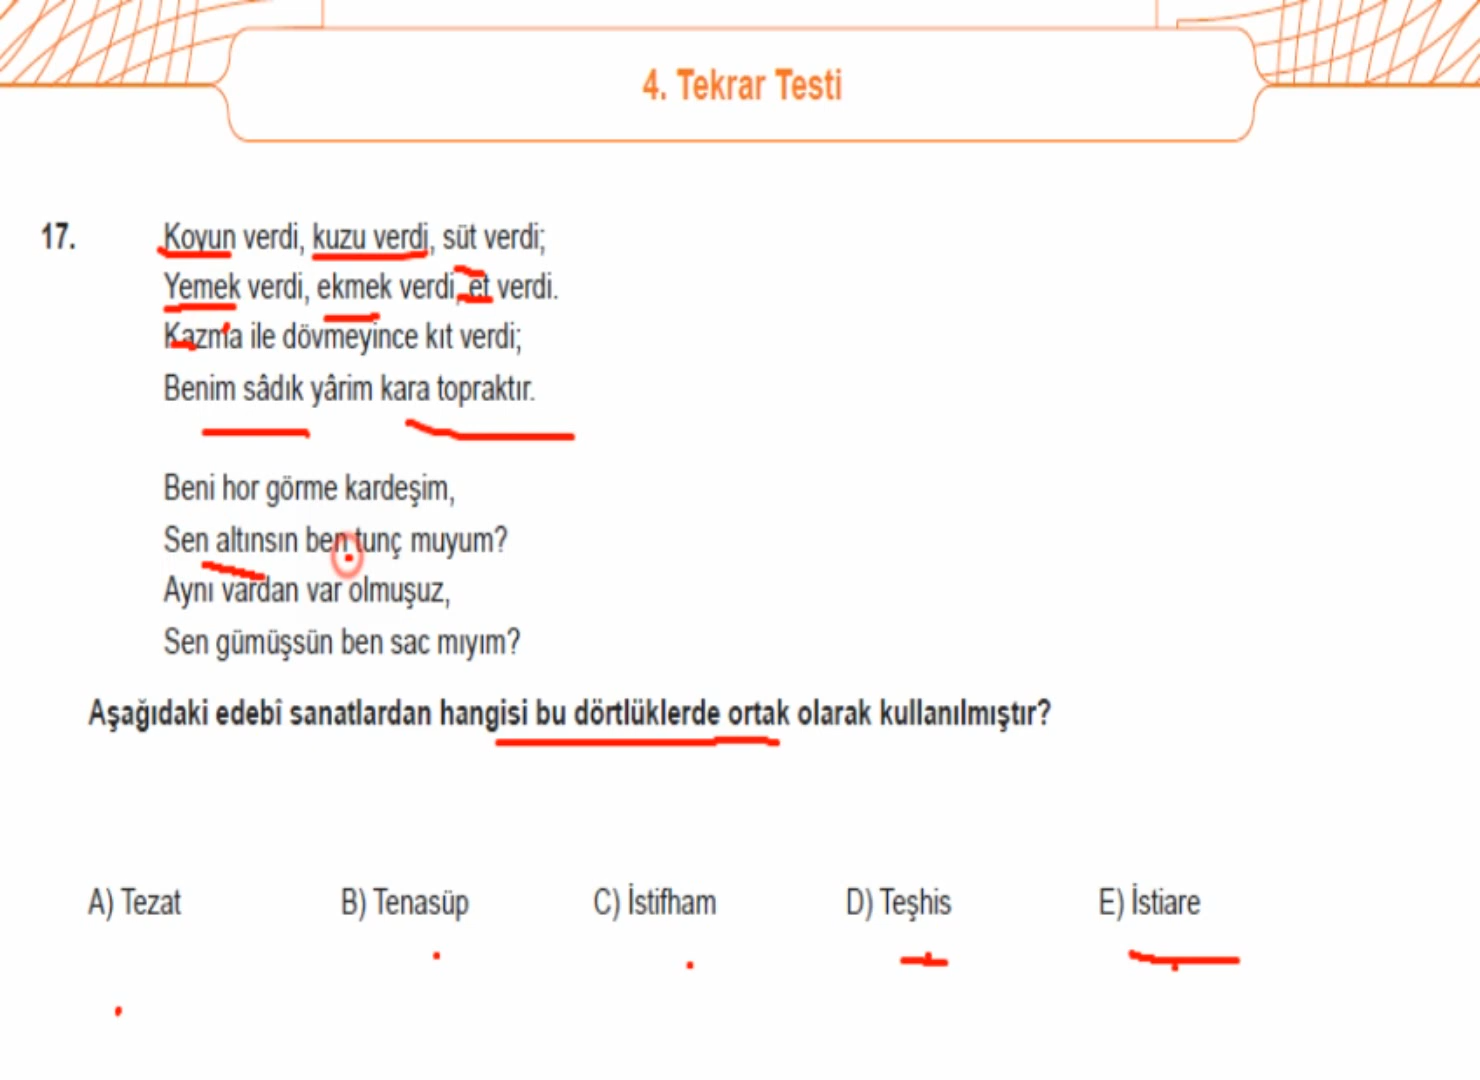 4. Tekrar Testi
17. Koyun verdi, kuzu verdi, süt verdi;
Yemek verdi, ekmek verdi, et verdi.
Kazma ile dövmeyince kıt verdi;
Benim sâdık yârim kara topraktır.
Beni hor görme kardeşim,
Sen altınsın ben tunç muyum?
Aynı vardan var olmuşuz,
Sen gümüşsün ben sac mıyım?
Aşağıdaki edebî sanatlardan hangisi bu dörtlüklerde ortak olarak kullanılmıştır?
A) Tezat B) Tenasüp C) İstifham D) Teşhis E) İstiare